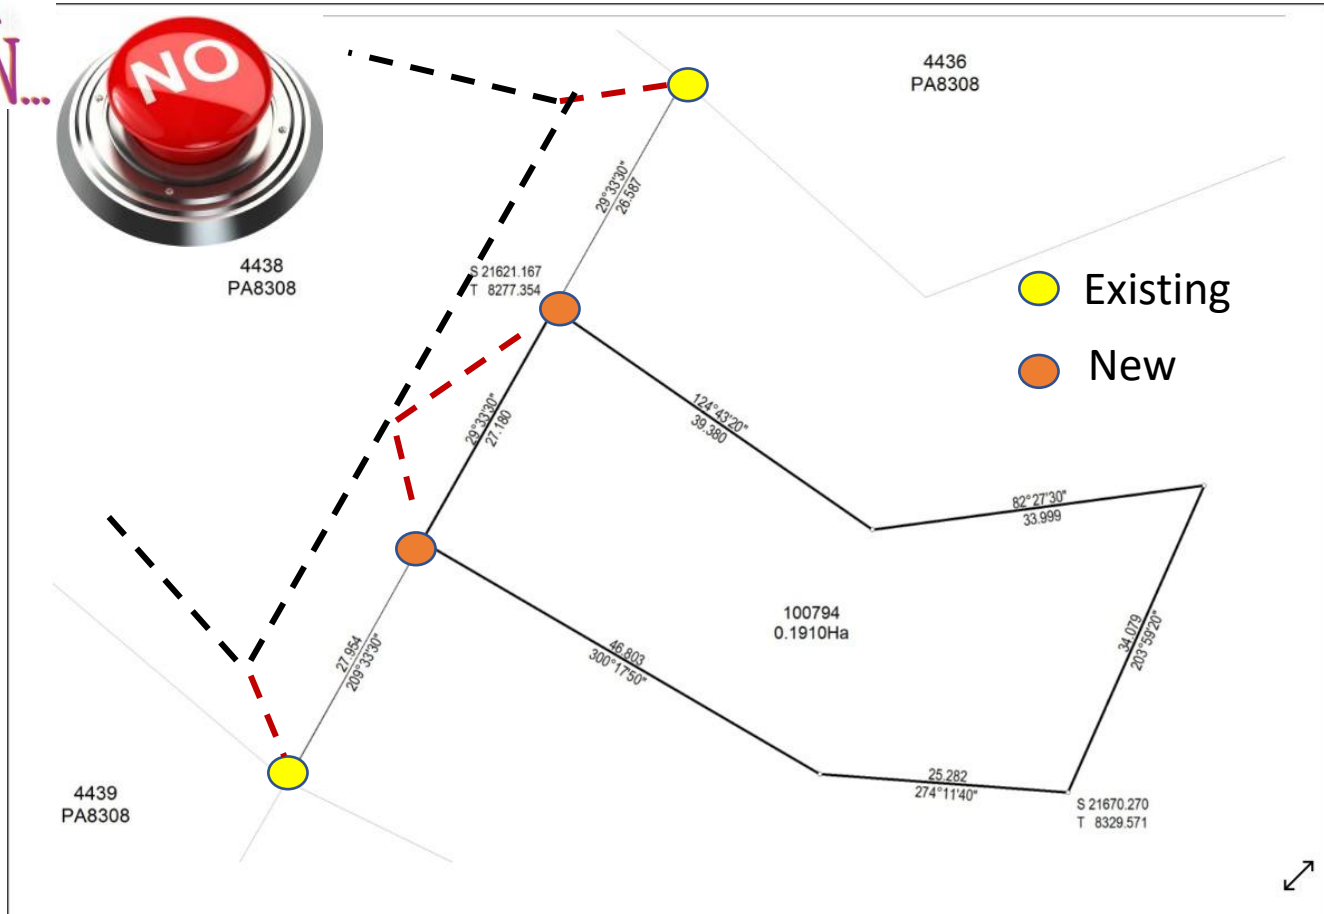 N...
NO
4436
PA8308
29°33'30"
26.587
4438
PA8308
S 21621.167
T 8277.354
Existing
New
29°33'30"
27.180
124°43'20"
39.380
82°27'30"
33.999
100794
0.1910Ha
34.079
203°59'20"
27.954
209°33'30"
46.803
300°17'50"
25.282
274°11'40"
4439
PA8308
S 21670.270
T 8329.571